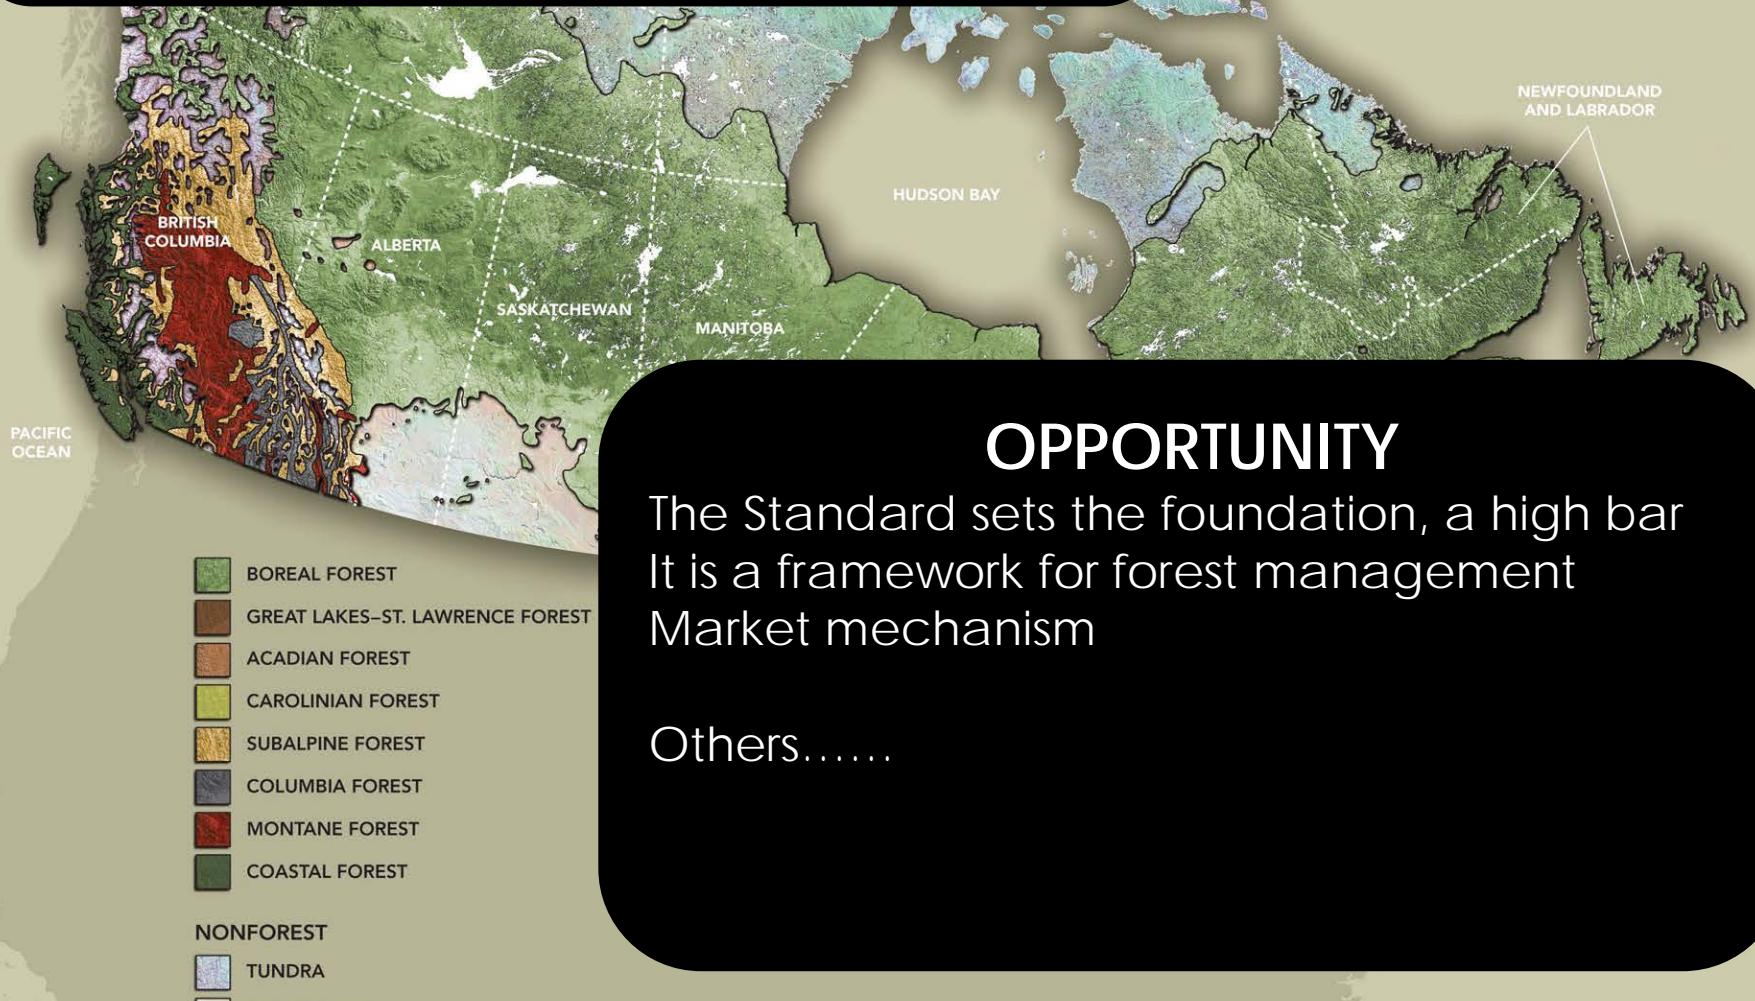 NEWFOUNDLAND
AND LABRADOR
HUDSON BAY
BRITISH
COLUMBIA
ALBERTA
SASKATCHEWAN
MANITOBA
PACIFIC
OCEAN
OPPORTUNITY
The Standard sets the foundation, a high bar
It is a framework for forest management
Market mechanism
Others......
BOREAL FOREST
GREAT LAKES–ST. LAWRENCE FOREST
ACADIAN FOREST
CAROLINIAN FOREST
SUBALPINE FOREST
COLUMBIA FOREST
MONTANE FOREST
COASTAL FOREST
NONFOREST
TUNDRA